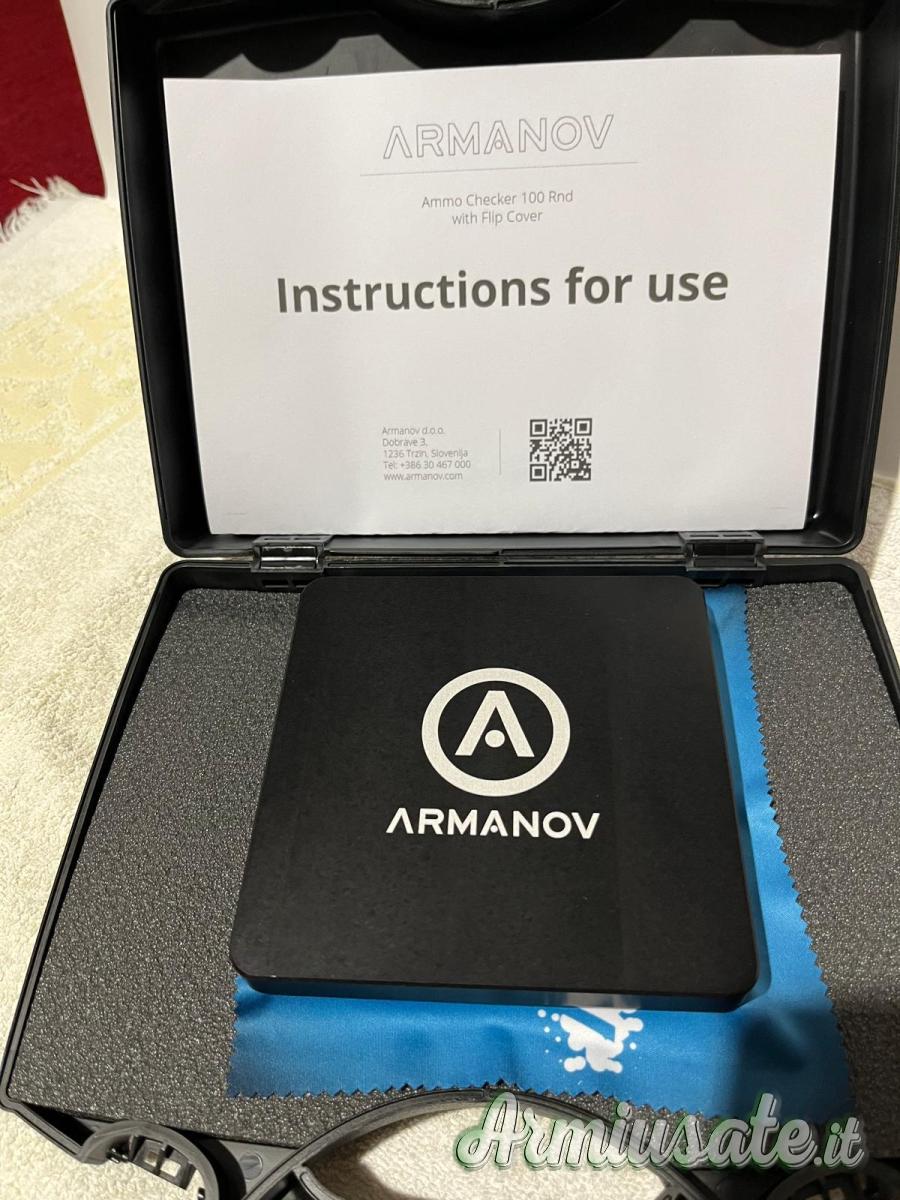 ARMANOV
Ammo Checker 100 Rnd
with Flip Cover
Instructions for use
Armanov d.o.o.
Dobrave 3,
1236 Trzin, Slovenija
Tel: +386 30 467 000
www.armanov.com
ARMANOV
Armiusate.it